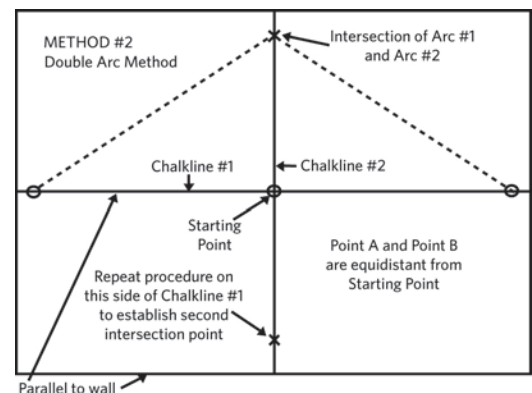 METHOD #2
Double Arc Method
Intersection of Arc #1
and Arc #2
Chalkline #1
Chalkline #2
Starting
Point
Point A and Point B
are equidistant from
Starting Point
Repeat procedure on
this side of Chalkline #1
to establish second
intersection point
Parallel to wall